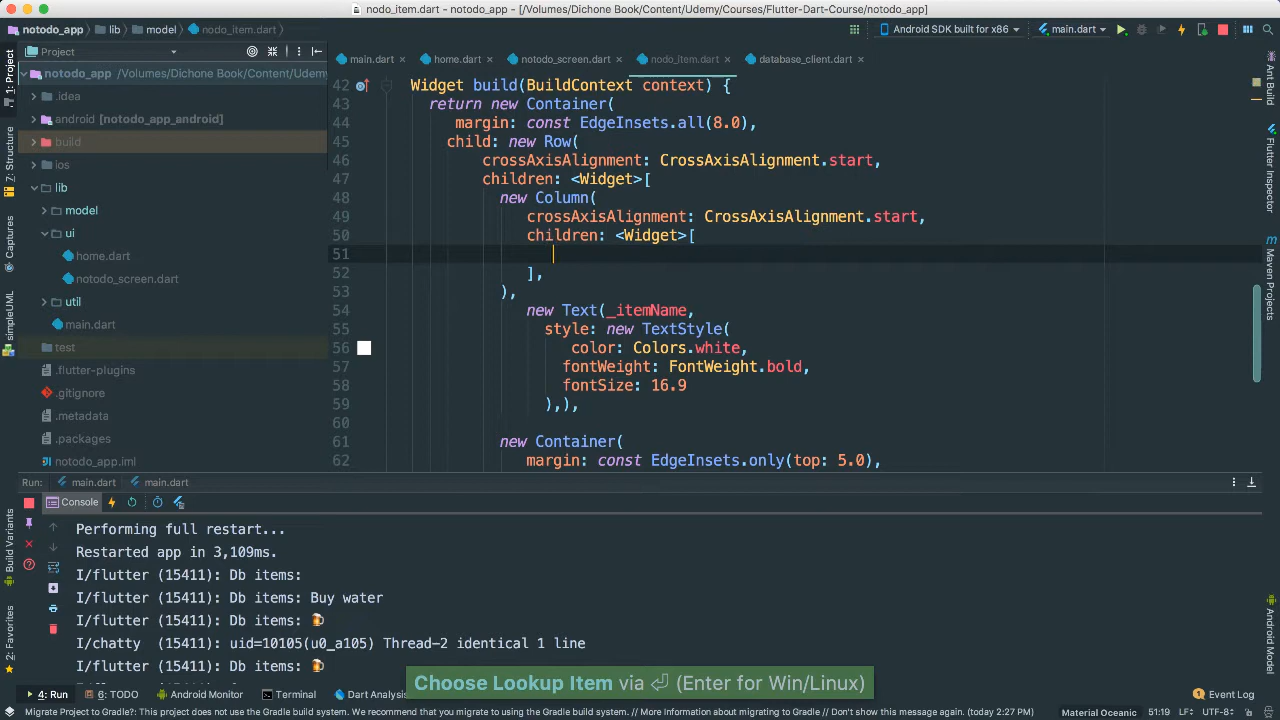 nodo_item.dart - [/Volumes/Dichone Book/Content/Udemy/Courses/Flutter-Dart-Course/notodo_app]
notodo_app
lib
model
nodo_item.dart
Android SDK built for x86
main.dart
Project
main.dart
home.dart
notodo_screen.dart
nodo_item.dart
database_client.dart
1: Project
7: Structure
Captures
simpleUML
Build Variants
2: Favorites
notodo_app /Volumes/Dichone Book/Content/Udemy
.idea
android [notodo_app_android]
build
ios
lib
model
ui
home.dart
notodo_screen.dart
util
main.dart
test
.flutter-plugins
.gitignore
.metadata
.packages
notodo_app.iml
42 Widget build(BuildContext context) {
43 return new Container(
44 margin: const EdgeInsets.all(8.0),
45 child: new Row(
46 crossAxisAlignment: CrossAxisAlignment.start,
47 children: <Widget>[
48 new Column(
49 crossAxisAlignment: CrossAxisAlignment.start,
50 children: <Widget>[
51
52 ],
53 ),
54 new Text(_itemName,
55 style: new TextStyle(
56 color: Colors.white,
57 fontWeight: FontWeight.bold,
58 fontSize: 16.9
59 ),),
60
61 new Container(
62 margin: const EdgeInsets.only(top: 5.0),
Ant Build
Flutter Inspector
Maven Projects
Android Model
Run:
main.dart
main.dart
Console
Performing full restart...
Restarted app in 3,109ms.
I/flutter (15411): Db items:
I/flutter (15411): Db items: Buy water
I/flutter (15411): Db items: 🍺
I/chatty (15411): uid=10105(u0_a105) Thread-2 identical 1 line
I/flutter (15411): Db items: 🍺
Choose Lookup Item via ⏎ (Enter for Win/Linux)
4: Run
6: TODO
Android Monitor
Terminal
Dart Analysis
Event Log
Migrate Project to Gradle?: This project does not use the Gradle build system. We recommend that you migrate to using the Gradle build system. // More Information about migrating to Gradle // Don't show this message again. (today 2:27 PM)
Material Oceanic
51:19
LF÷
UTF-8÷